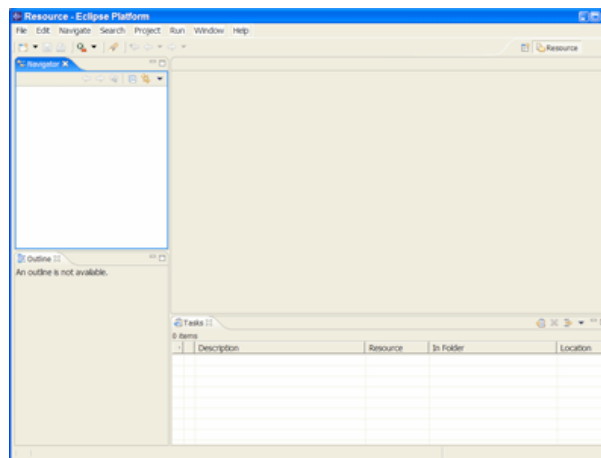 Resource - Eclipse Platform
File Edit Navigate Search Project Run Window Help
Resource
Navigator
Outline
An outline is not available.
Tasks
0 items
Description Resource In Folder Location